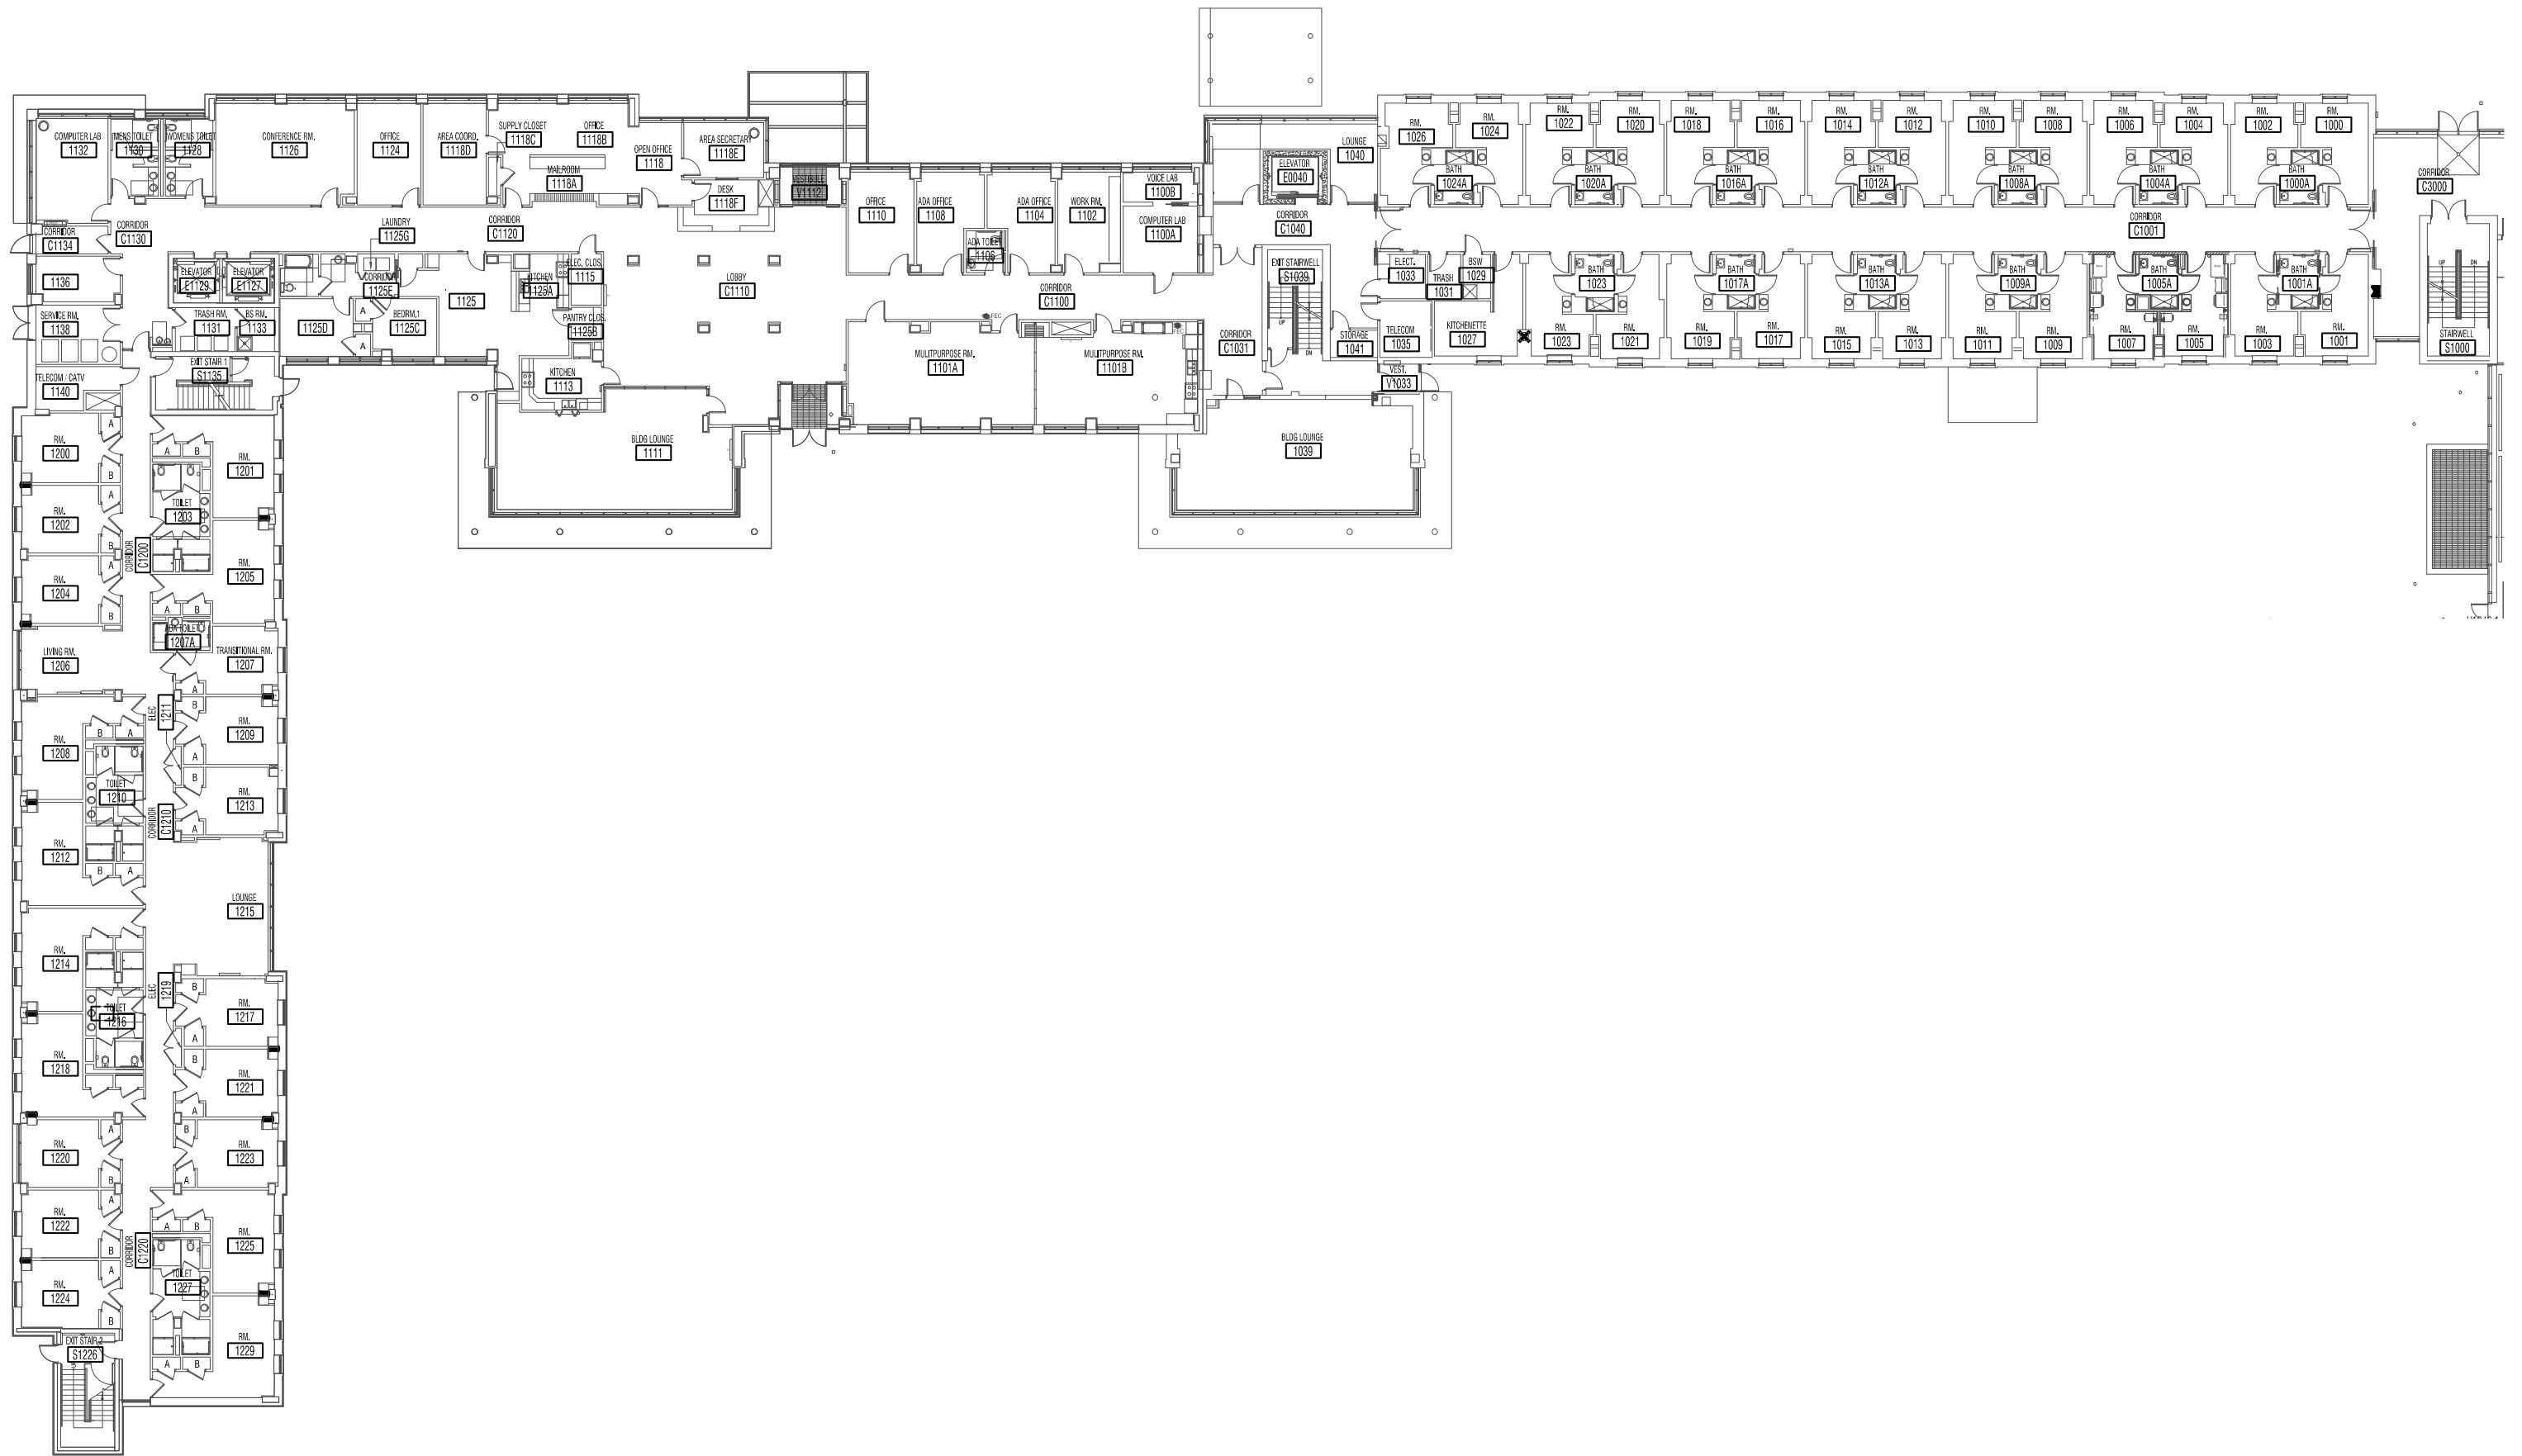 COMPUTER LAB
1132
MENS TOILET
1130
WOMENS TOILET
1128
CONFERENCE RM.
1126
OFFICE
1124
AREA COORD.
1118D
SUPPLY CLOSET
1118C
OFFICE
1118B
OPEN OFFICE
1118
MAILROOM
1118A
AREA SECRETARY
1118E
DESK
1118F
VESTIBULE
V1112
OFFICE
1110
ADA OFFICE
1108
ADA TOILET
1106
ADA OFFICE
1104
WORK RM.
1102
VOICE LAB
1100B
COMPUTER LAB
1100A
ELEVATOR
E0040
LOUNGE
1040
CORRIDOR
C1040
RM.
1026
RM.
1024
RM.
1022
RM.
1020
RM.
1018
RM.
1016
RM.
1014
RM.
1012
RM.
1010
RM.
1008
RM.
1006
RM.
1004
RM.
1002
RM.
1000
BATH
1024A
BATH
1020A
BATH
1016A
BATH
1012A
BATH
1008A
BATH
1004A
BATH
1000A
CORRIDOR
C3000
CORRIDOR
C1001
UP
DN
STAIRWELL
S1000
CORRIDOR
C1134
CORRIDOR
C1130
LAUNDRY
1125G
CORRIDOR
C1120
1136
ELEVATOR
E1129
ELEVATOR
E1127
CORRIDOR
1125E
1125
KITCHEN
1125A
ELEC. CLOS.
1115
LOBBY
C1110
CORRIDOR
C1100
EXIT STAIRWELL
S1039
UP
DN
ELECT.
1033
TRASH
1031
BSW
1029
BATH
1023
BATH
1017A
BATH
1013A
BATH
1009A
BATH
1005A
BATH
1001A
SERVICE RM.
1138
TRASH RM.
1131
BS RM.
1133
1125D
A
A
BEDRM.1
1125C
PANTRY CLOS.
1125B
FEC
FEC
MULITPURPOSE RM.
1101A
MULITPURPOSE RM.
1101B
CORRIDOR
C1031
STORAGE
1041
TELECOM
1035
KITCHENETTE
1027
VEST.
V1033
RM.
1023
RM.
1021
RM.
1019
RM.
1017
RM.
1015
RM.
1013
RM.
1011
RM.
1009
RM.
1007
RM.
1005
RM.
1003
RM.
1001
EXIT STAIR 1
S1135
TELECOM / CATV
1140
KITCHEN
1113
BLDG LOUNGE
1111
BLDG LOUNGE
1039
A
RM.
1200
B
A B
RM.
1201
A
RM.
1202
B
TOILET
1203
CORRIDOR
C1200
A
RM.
1204
B
RM.
1205
A B
ADA TOILET
1207A
LIVING RM.
1206
TRANSITIONAL RM.
1207
A
ELEC
1211
B
RM.
1208
B A
RM.
1209
A
TOILET
1210
B
RM.
1213
A
CORRIDOR
C1210
RM.
1212
B A
LOUNGE
1215
RM.
1214
ELEC
1219
B
RM.
1217
A
TOILET
1216
B
RM.
1218
RM.
1221
A
A
RM.
1220
B
B
RM.
1223
A
A
RM.
1222
B
CORRIDOR
C1220
A B
RM.
1225
A
RM.
1224
B
TOILET
1227
EXIT STAIR 2
S1226
RM.
1229
A B